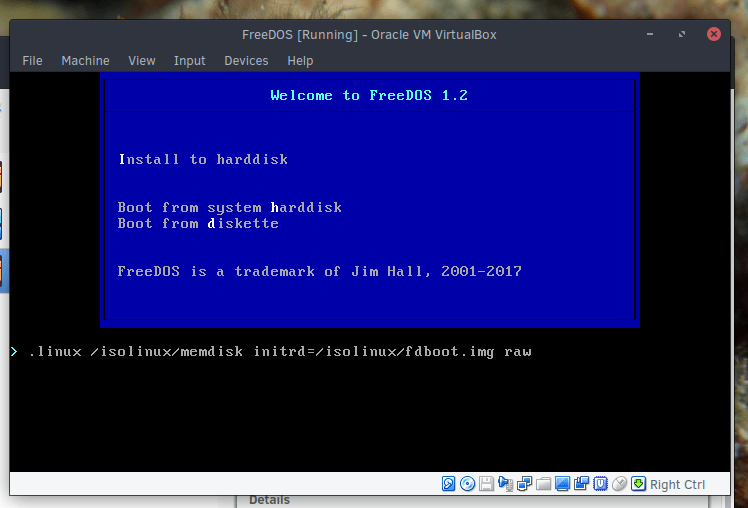 FreeDOS [Running] - Oracle VM VirtualBox
File Machine View Input Devices Help
Welcome to FreeDOS 1.2
Install to harddisk
Boot from system harddisk
Boot from diskette
FreeDOS is a trademark of Jim Hall, 2001-2017
> .linux /isolinux/memdisk initrd=/isolinux/fdboot.img raw
Right Ctrl
Details